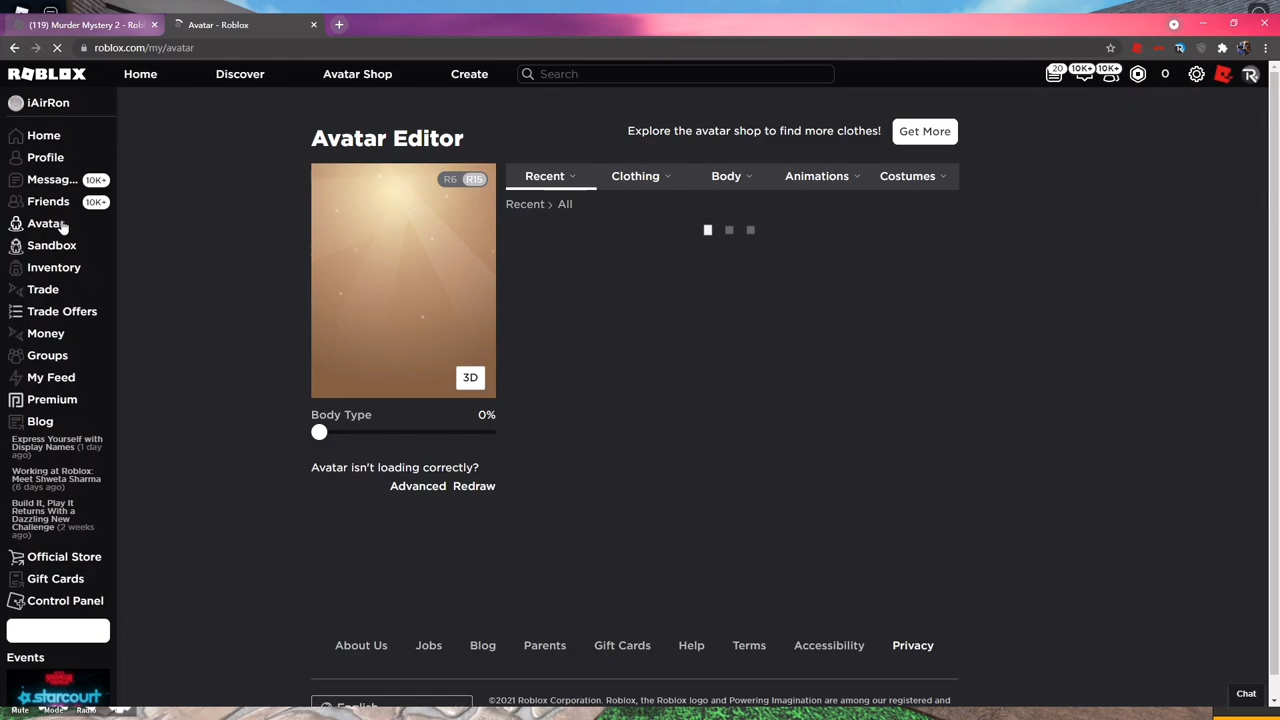 (119) Murder Mystery 2 - Robl
Avatar - Roblox
roblox.com/my/avatar
ROBLOX
Home
Discover
Avatar Shop
Create
Search
20
10K+
10K+
0
iAirRon
Home
Profile
Messag... 10K+
Friends 10K+
Avatar
Sandbox
Inventory
Trade
Trade Offers
Money
Groups
My Feed
Premium
Blog
Express Yourself with
Display Names (1 day
ago)
Working at Roblox:
Meet Shweta Sharma
(6 days ago)
Build It, Play It
Returns With a
Dazzling New
Challenge (2 weeks
ago)
Official Store
Gift Cards
Control Panel
Events
starcourt
Mute Mode Radio
Avatar Editor
Explore the avatar shop to find more clothes!
Get More
R6 R15
3D
Body Type 0%
Avatar isn't loading correctly?
Advanced Redraw
Recent
Clothing
Body
Animations
Costumes
Recent > All
About Us
Jobs
Blog
Parents
Gift Cards
Help
Terms
Accessibility
Privacy
English
©2021 Roblox Corporation. Roblox, the Roblox logo and Powering Imagination are among our registered and
Chat